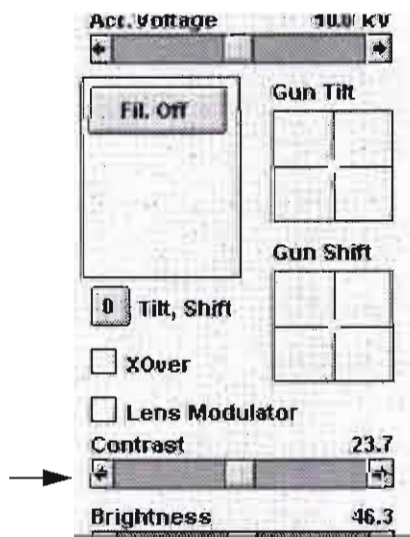 Acc.Voltage 10.0 kV
Fil. Off
Gun Tilt
Gun Shift
0 Tilt, Shift
XOver
Lens Modulator
Contrast 23.7
Brightness 46.3